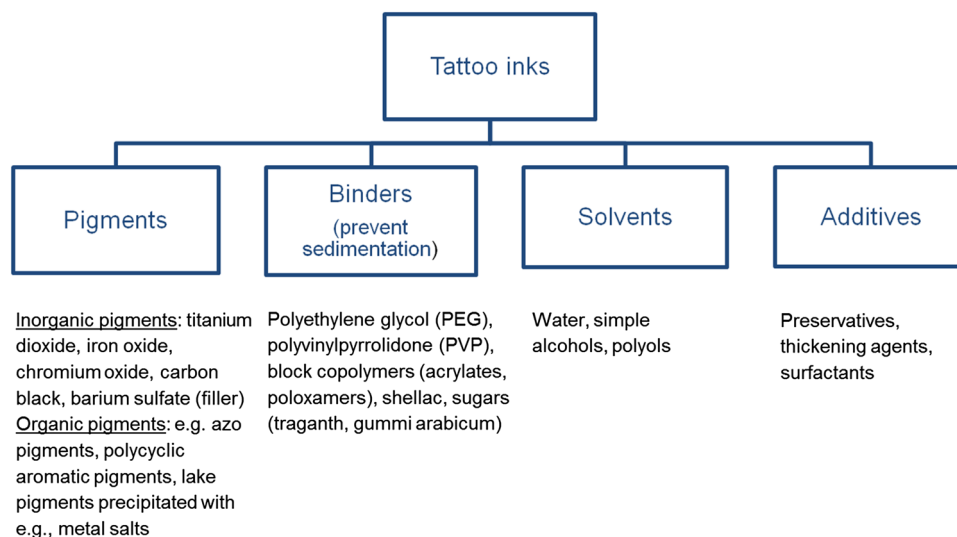 Tattoo inks
Pigments
Binders
(prevent
sedimentation)
Solvents
Additives
Inorganic pigments: titanium
dioxide, iron oxide,
chromium oxide, carbon
black, barium sulfate (filler)
Organic pigments: e.g. azo
pigments, polycyclic
aromatic pigments, lake
pigments precipitated with
e.g., metal salts
Polyethylene glycol (PEG),
polyvinylpyrrolidone (PVP),
block copolymers (acrylates,
poloxamers), shellac, sugars
(traganth, gummi arabicum)
Water, simple
alcohols, polyols
Preservatives,
thickening agents,
surfactants